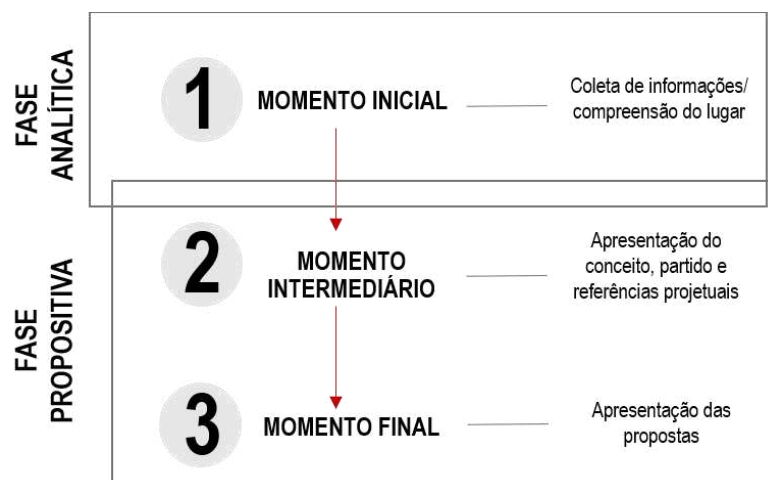 FASE
ANALÍTICA
1
MOMENTO INICIAL
Coleta de informações/
compreensão do lugar
FASE
PROPOSITIVA
2
MOMENTO
INTERMEDIÁRIO
Apresentação do
conceito, partido e
referências projetuais
3
MOMENTO FINAL
Apresentação das
propostas